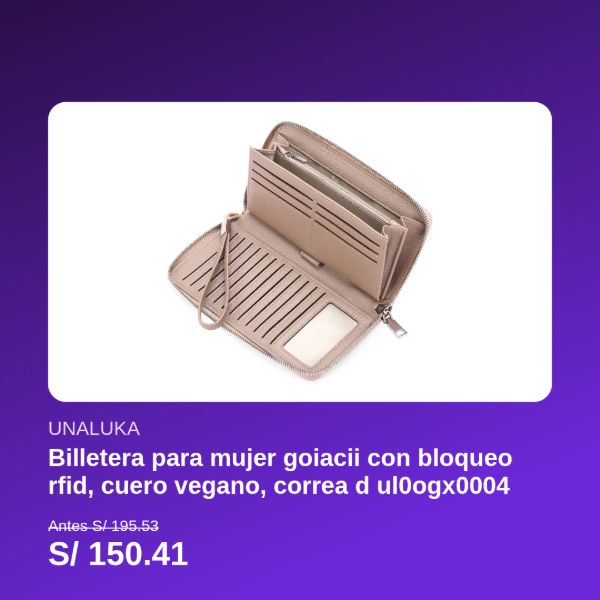 UNALUKA
Billetera para mujer goiacii con bloqueo
rfid, cuero vegano, correa d ul0ogx0004
Antes S/ 195.53
S/ 150.41